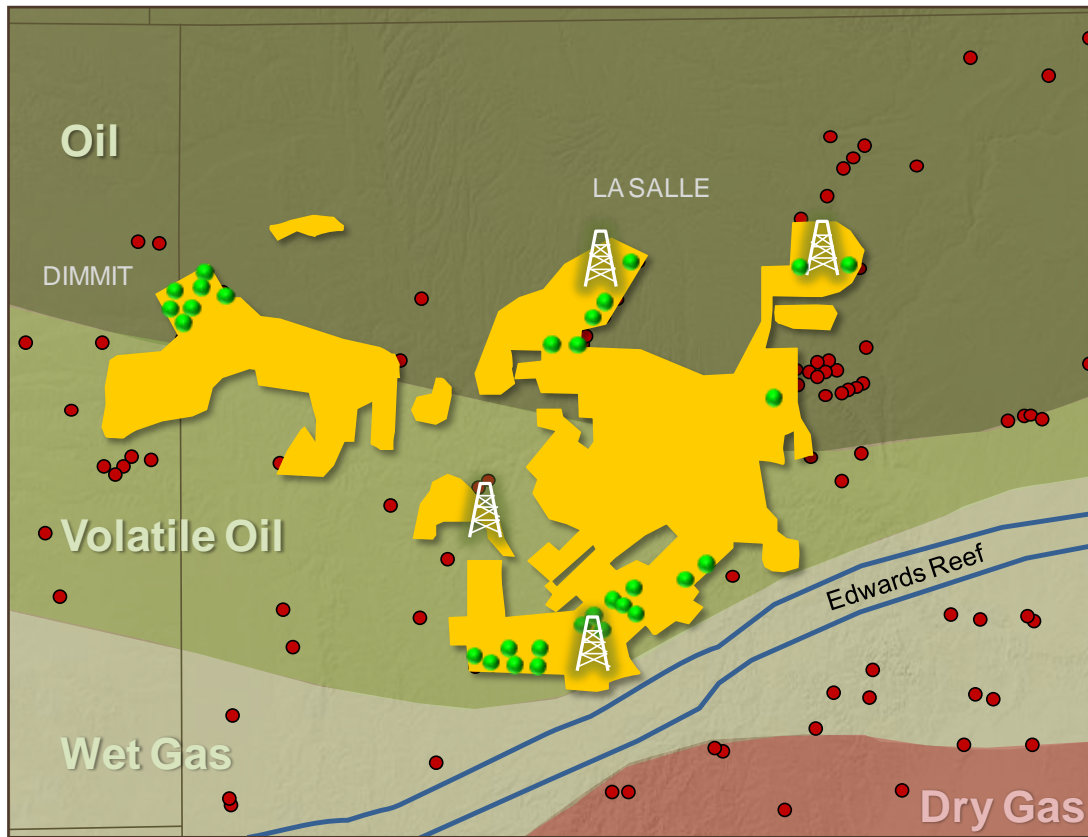 Oil
LA SALLE
DIMMIT
Volatile Oil
Edwards Reef
Wet Gas
Dry Gas